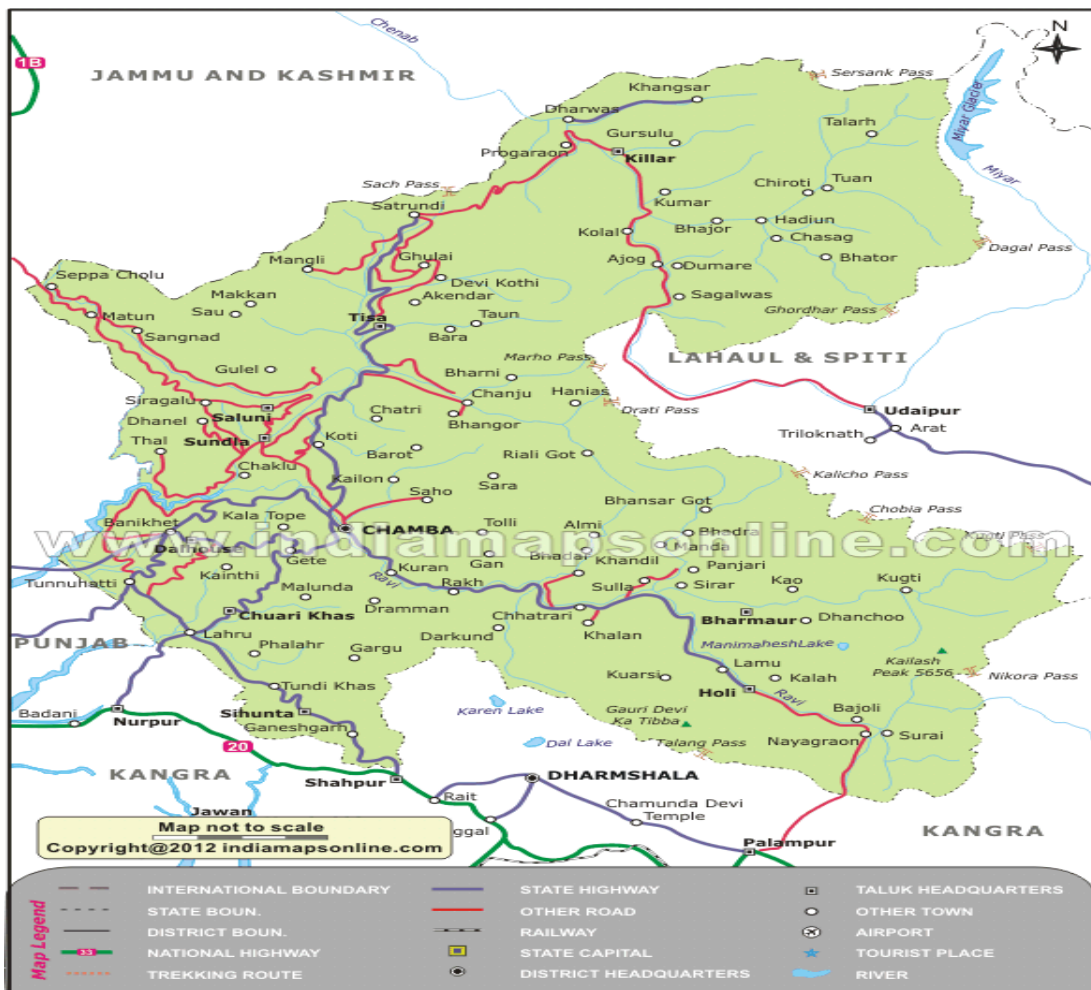 Chenab
N
1B
JAMMU AND KASHMIR
Sersank Pass
Khangsar
Miyar Glacier
Dharwas
Talarh
Gursulu
Progaraon
Killar
Miyar
Sach Pass
Tuan
Chiroti
Kumar
Satrundi
Bhajor
Hadiun
Kolal
Chasag
Dagal Pass
Ghulai
Mangli
Ajog
Dumare
Bhator
Seppa Cholu
Devi Kothi
Makkan
Akendar
Sagalwas
Sau
Ghordhar Pass
Matun
Tisa
Taun
Sangnad
Bara
Marho Pass
LAHAUL & SPITI
Gulel
Bharni
Chanju
Hanias
Siragalu
Drati Pass
Saluni
Chatri
Udaipur
Dhanel
Bhangor
Arat
Sundla
Triloknath
Thal
Koti
Barot
Riali Got
Chaklu
Kailon
Sara
Kalicho Pass
Saho
Bhansar Got
Chobia Pass
Banikhet
Kala Tope
CHAMBA
Tolli
Almi
Bhadra
www.indiamapsonline.com
Kugti Pass
Dalhouse
Manda
Gete
Gan
Bhadar
Khandil
Panjari
Tunnuhatti
Kainthi
Kuran
Ravi
Rakh
Sulla
Sirar
Kao
Kugti
Malunda
Dramman
Chuari Khas
Chhatrari
Bharmaur
Dhanchoo
PUNJAB
Lahru
Darkund
Khalan
Phalahr
Gargu
ManimaheshLake
Kailash
Peak 5656
Nikora Pass
Kuarsi
Lamu
Kalah
Tundi Khas
Holi
Ravi
Badani
Nurpur
Sihunta
Karen Lake
Gauri Devi
Ka Tibba
Bajoli
Ganeshgarh
Nayagraon
Surai
20
Dal Lake
Talang Pass
KANGRA
Shahpur
DHARMSHALA
Rait
Chamunda Devi
Temple
Jawan
ggal
KANGRA
Palampur
Map not to scale
Copyright@2012 indiamapsonline.com
Map Legend
INTERNATIONAL BOUNDARY
STATE HIGHWAY
TALUK HEADQUARTERS
STATE BOUN.
OTHER ROAD
OTHER TOWN
DISTRICT BOUN.
RAILWAY
AIRPORT
33
NATIONAL HIGHWAY
STATE CAPITAL
TOURIST PLACE
TREKKING ROUTE
DISTRICT HEADQUARTERS
RIVER